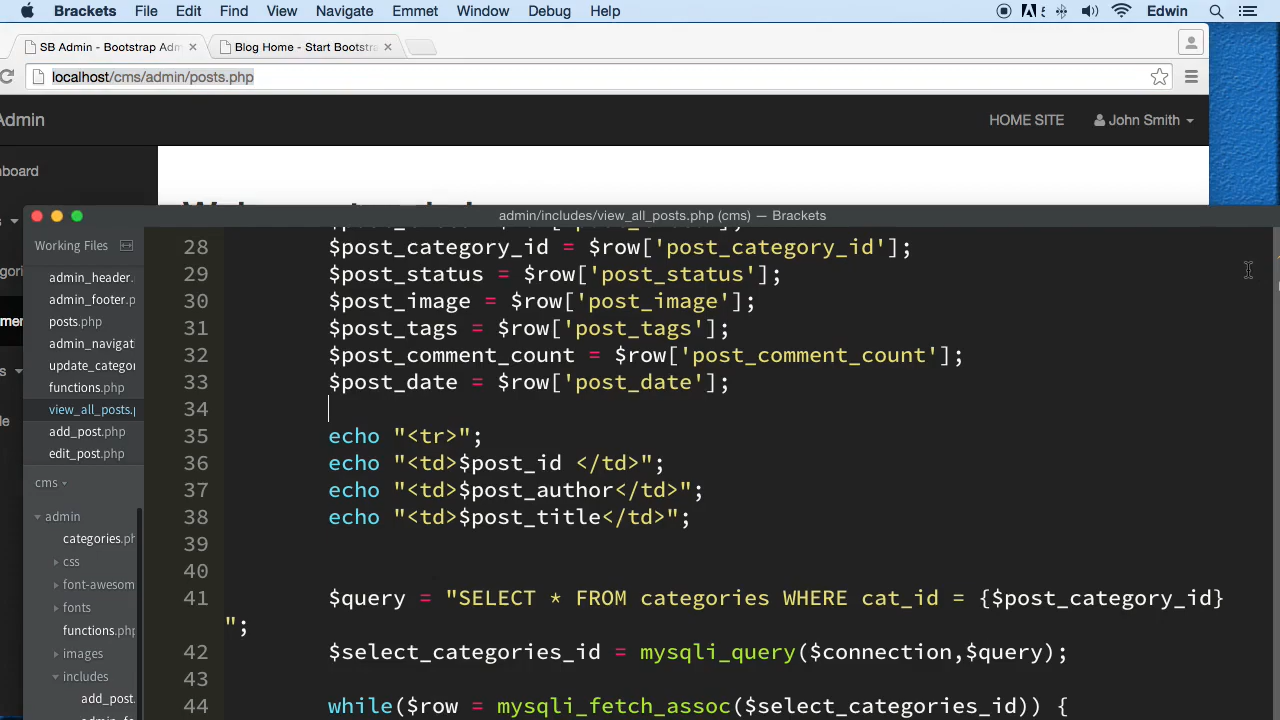 Brackets File Edit Find View Navigate Emmet Window Debug Help Edwin
SB Admin - Bootstrap Adm × Blog Home - Start Bootstra ×
localhost/cms/admin/posts.php
Admin HOME SITE John Smith
board
admin/includes/view_all_posts.php (cms) — Brackets
Working Files
admin_header.
admin_footer.p
posts.php
admin_navigati
update_categor
functions.php
view_all_posts.p
add_post.php
edit_post.php
cms
admin
categories.ph
css
font-awesom
fonts
functions.php
images
includes
add_post.
28 $post_category_id = $row['post_category_id'];
29 $post_status = $row['post_status'];
30 $post_image = $row['post_image'];
31 $post_tags = $row['post_tags'];
32 $post_comment_count = $row['post_comment_count'];
33 $post_date = $row['post_date'];
34
35 echo "<tr>";
36 echo "<td>$post_id </td>";
37 echo "<td>$post_author</td>";
38 echo "<td>$post_title</td>";
39
40
41 $query = "SELECT * FROM categories WHERE cat_id = {$post_category_id}
";
42 $select_categories_id = mysqli_query($connection,$query);
43
44 while($row = mysqli_fetch_assoc($select_categories_id)) {